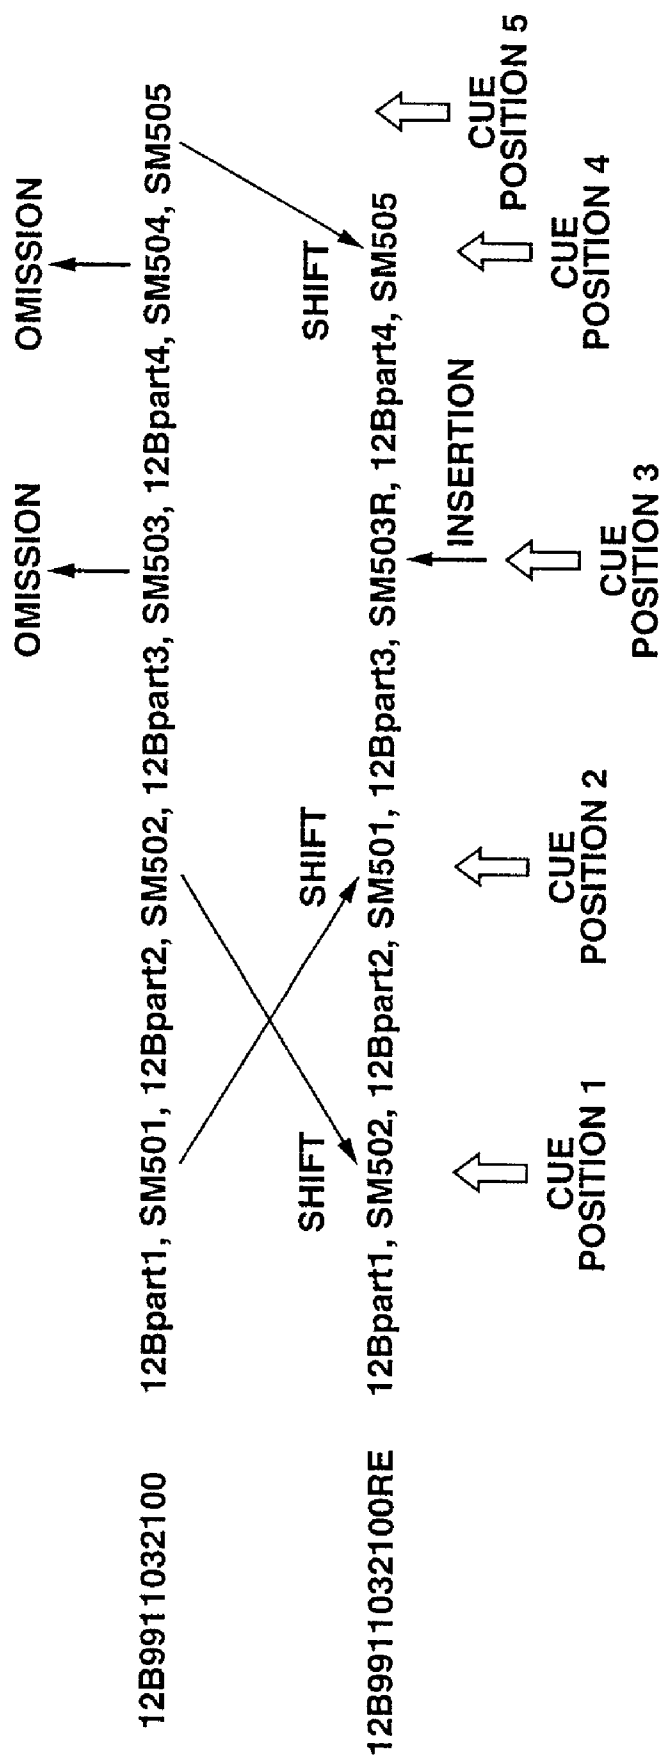 OMISSION
OMISSION
12B9911032100
12Bpart1, SM501, 12Bpart2, SM502, 12Bpart3, SM503, 12Bpart4, SM504, SM505
SHIFT
SHIFT
SHIFT
12B9911032100RE
12Bpart1, SM502, 12Bpart2, SM501, 12Bpart3, SM503R, 12Bpart4, SM505
INSERTION
CUE
POSITION 1
CUE
POSITION 2
CUE
POSITION 3
CUE
POSITION 4
CUE
POSITION 5